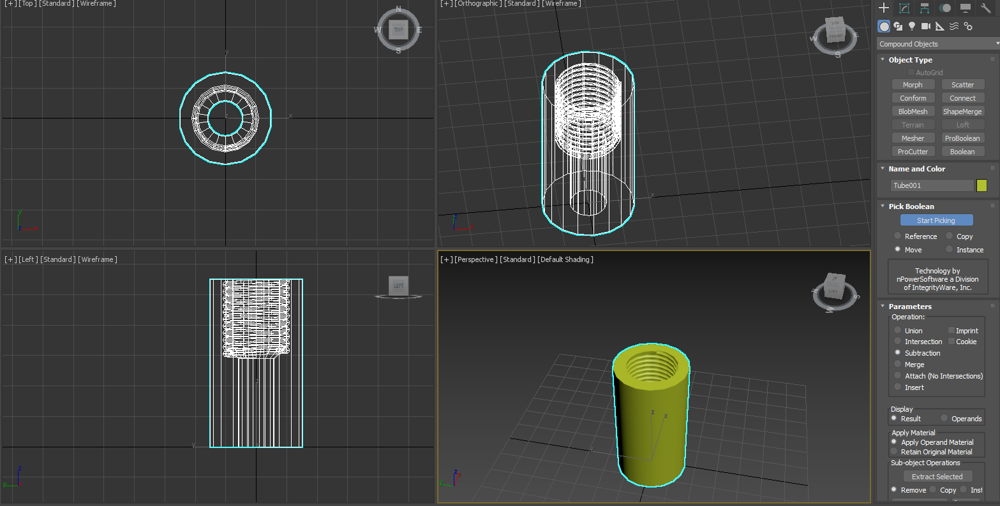 [+] [Top] [Standard] [Wireframe]
N
W TOP E
S
y
z
x
y
z
[+] [Orthographic] [Standard] [Wireframe]
TOP
FRONT
W
E
S
x
z
[+] [Left] [Standard] [Wireframe]
LEFT
z
y
x
z
y
[+] [Perspective] [Standard] [Default Shading]
LEFT
S
W
z
x
y
z
x
y
Compound Objects
Object Type
AutoGrid
Morph Scatter
Conform Connect
BlobMesh ShapeMerge
Terrain Loft
Mesher ProBoolean
ProCutter Boolean
Name and Color
Tube001
Pick Boolean
Start Picking
Reference Copy
Move Instance
Technology by
nPowerSoftware a Division
of IntegrityWare, Inc.
Parameters
Operation:
Union Imprint
Intersection Cookie
Subtraction
Merge
Attach (No Intersections)
Insert
Display
Result Operands
Apply Material
Apply Operand Material
Retain Original Material
Sub-object Operations
Extract Selected
Remove Copy Inst